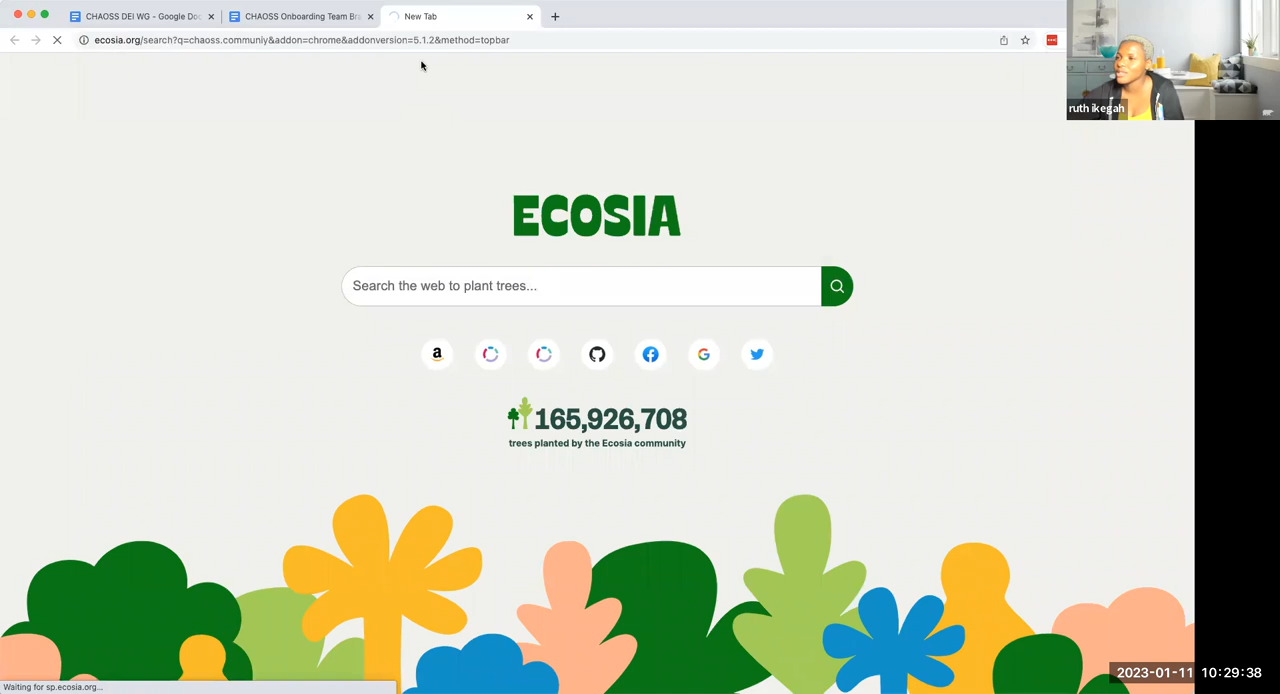 CHAOSS DEI WG - Google Doc
CHAOSS Onboarding Team Bra
New Tab
ecosia.org/search?q=chaoss.communiy&addon=chrome&addonversion=5.1.2&method=topbar
ruth ikegah
ECOSIA
Search the web to plant trees...
165,926,708
trees planted by the Ecosia community
2023-01-11 10:29:38
Waiting for sp.ecosia.org...